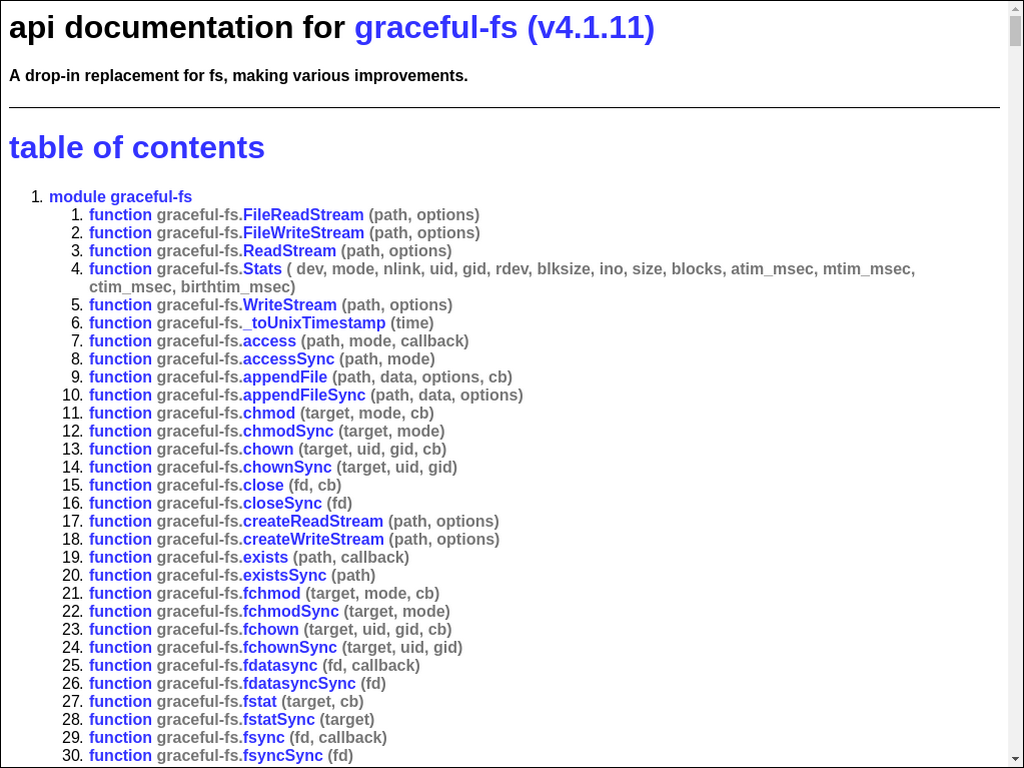 api documentation for graceful-fs (v4.1.11)
A drop-in replacement for fs, making various improvements.
table of contents
1. module graceful-fs
1. function graceful-fs.FileReadStream (path, options)
2. function graceful-fs.FileWriteStream (path, options)
3. function graceful-fs.ReadStream (path, options)
4. function graceful-fs.Stats ( dev, mode, nlink, uid, gid, rdev, blksize, ino, size, blocks, atim_msec, mtim_msec,
ctim_msec, birthtim_msec)
5. function graceful-fs.WriteStream (path, options)
6. function graceful-fs._toUnixTimestamp (time)
7. function graceful-fs.access (path, mode, callback)
8. function graceful-fs.accessSync (path, mode)
9. function graceful-fs.appendFile (path, data, options, cb)
10. function graceful-fs.appendFileSync (path, data, options)
11. function graceful-fs.chmod (target, mode, cb)
12. function graceful-fs.chmodSync (target, mode)
13. function graceful-fs.chown (target, uid, gid, cb)
14. function graceful-fs.chownSync (target, uid, gid)
15. function graceful-fs.close (fd, cb)
16. function graceful-fs.closeSync (fd)
17. function graceful-fs.createReadStream (path, options)
18. function graceful-fs.createWriteStream (path, options)
19. function graceful-fs.exists (path, callback)
20. function graceful-fs.existsSync (path)
21. function graceful-fs.fchmod (target, mode, cb)
22. function graceful-fs.fchmodSync (target, mode)
23. function graceful-fs.fchown (target, uid, gid, cb)
24. function graceful-fs.fchownSync (target, uid, gid)
25. function graceful-fs.fdatasync (fd, callback)
26. function graceful-fs.fdatasyncSync (fd)
27. function graceful-fs.fstat (target, cb)
28. function graceful-fs.fstatSync (target)
29. function graceful-fs.fsync (fd, callback)
30. function graceful-fs.fsyncSync (fd)